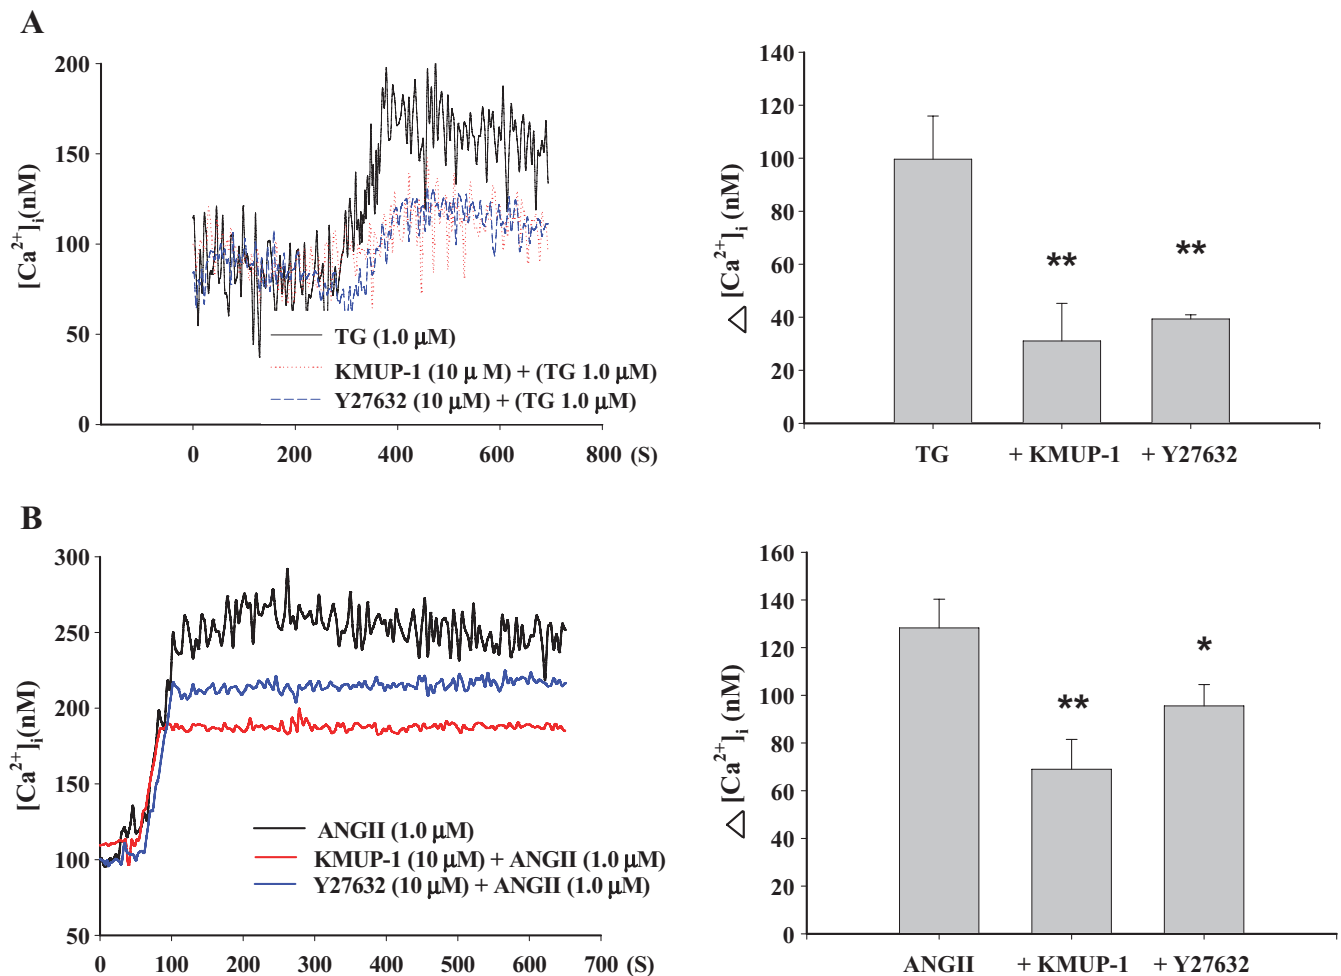 A
[Ca²⁺]ᵢ (nM)
200
150
100
50
0
0 200 400 600 800 (S)
TG (1.0 μM)
KMUP-1 (10 μ M) + (TG 1.0 μM)
Y27632 (10 μM) + (TG 1.0 μM)
△ [Ca²⁺]ᵢ (nM)
140
120
100
80
60
40
20
0
**
**
TG + KMUP-1 + Y27632
B
[Ca²⁺]ᵢ (nM)
300
250
200
150
100
50
0 100 200 300 400 500 600 700 (S)
ANGII (1.0 μM)
KMUP-1 (10 μM) + ANGII (1.0 μM)
Y27632 (10 μM) + ANGII (1.0 μM)
△ [Ca²⁺]ᵢ (nM)
160
140
120
100
80
60
40
20
0
**
*
ANGII + KMUP-1 + Y27632